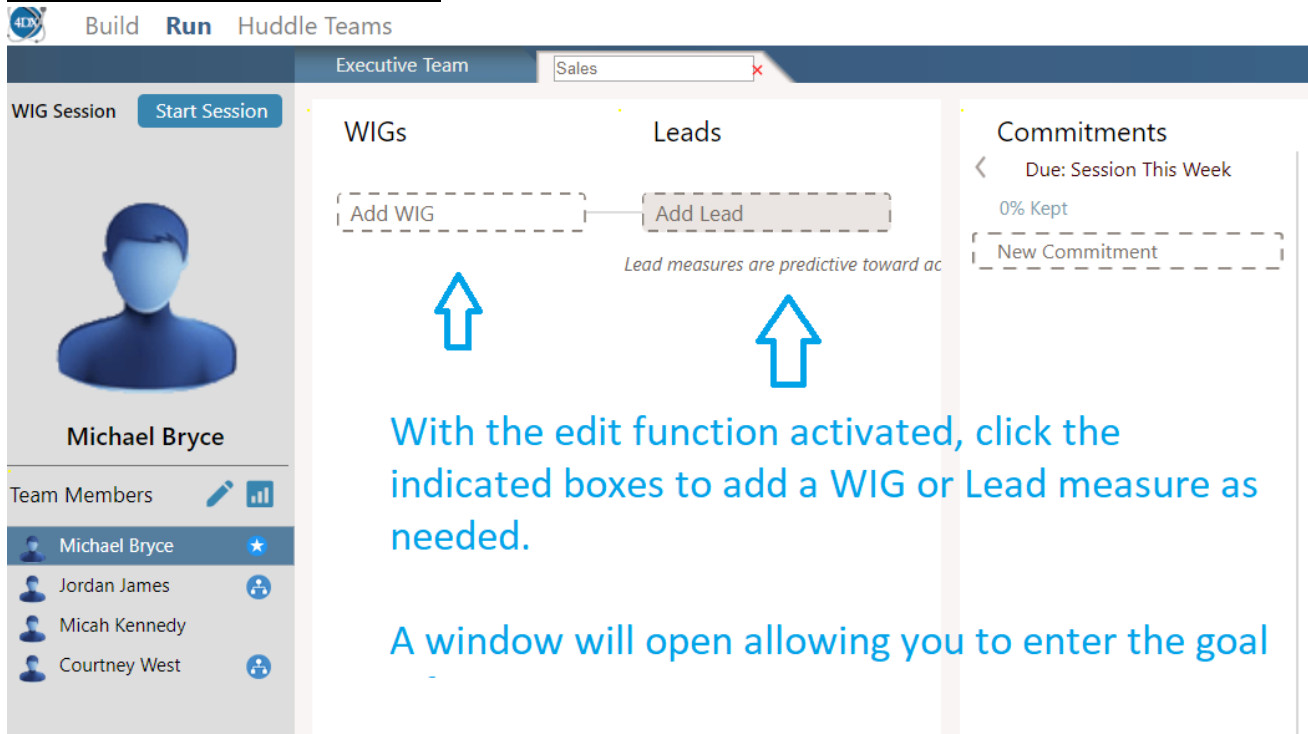 4DX Build Run Huddle Teams
Executive Team Sales x
WIG Session Start Session
WIGs Leads Commitments
Due: Session This Week
0% Kept
Add WIG Add Lead
New Commitment
Lead measures are predictive toward ac
With the edit function activated, click the
indicated boxes to add a WIG or Lead measure as
needed.
A window will open allowing you to enter the goal
Michael Bryce
Team Members
Michael Bryce
Jordan James
Micah Kennedy
Courtney West